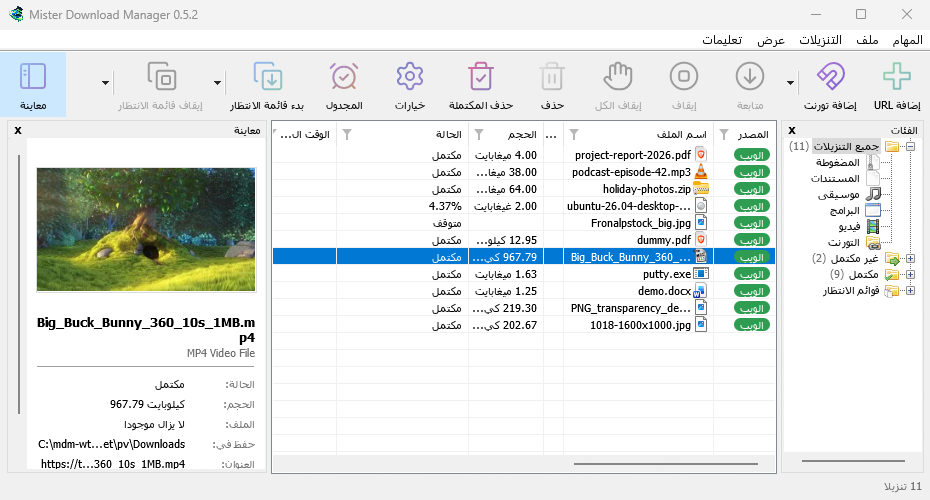 Mister Download Manager 0.5.2
المهام ملف التنزيلات عرض تعليمات
إضافة URL
إضافة تورنت
متابعة
إيقاف
إيقاف الكل
حذف
حذف المكتملة
خيارات
المجدول
بدء قائمة الانتظار
إيقاف قائمة الانتظار
معاينة
الفئات x
جميع التنزيلات (11)
المضغوطة
المستندات
موسيقى
البرامج
فيديو
التورنت
غير مكتمل (2)
مكتمل (9)
قوائم الانتظار
المصدر اسم الملف ... الحجم الحالة الوقت ال...
الويب project-report-2026.pdf 4.00 ميغابايت مكتمل
الويب podcast-episode-42.mp3 38.00 ميغا... مكتمل
الويب holiday-photos.zip 64.00 ميغا... مكتمل
الويب ubuntu-26.04-desktop-... 2.00 غيغابايت 4.37%
الويب Fronalpstock_big.jpg متوقف
الويب dummy.pdf 12.95 كيلو... مكتمل
الويب Big_Buck_Bunny_360_... 967.79 كي... مكتمل
الويب putty.exe 1.63 ميغابايت مكتمل
الويب demo.docx 1.25 ميغابايت مكتمل
الويب PNG_transparency_de... 219.30 كي... مكتمل
الويب 1018-1600x1000.jpg 202.67 كي... مكتمل
معاينة x
Big_Buck_Bunny_360_10s_1MB.m
p4
MP4 Video File
الحالة: مكتمل
الحجم: 967.79 كيلوبايت
الملف: لا يزال موجودا
حفظ في: C:\mdm-wt...et\pv\Downloads
العنوان: https://t...360_10s_1MB.mp4
11 تنزيلا